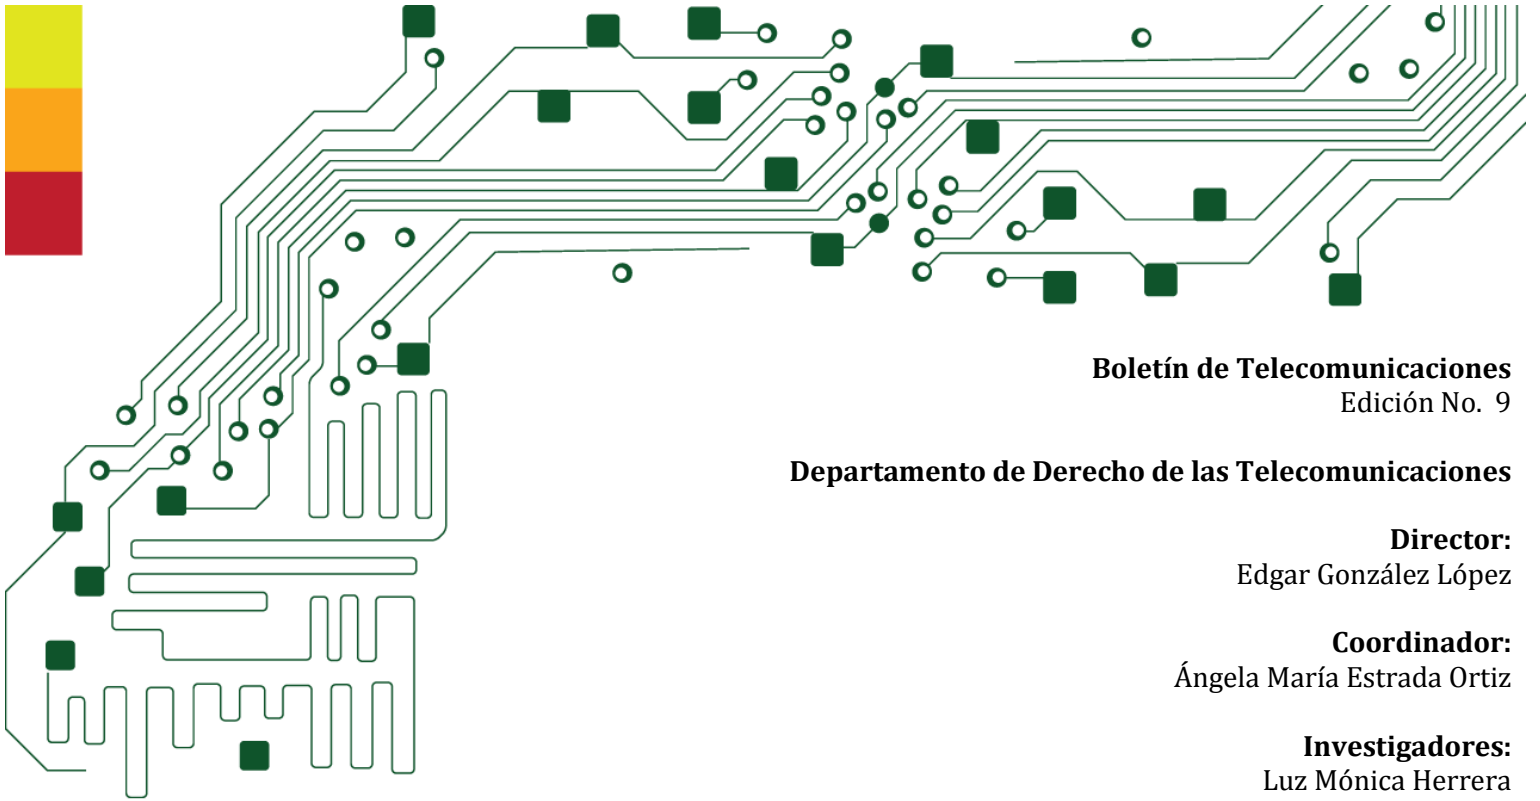 Boletín de Telecomunicaciones
Edición No. 9
Departamento de Derecho de las Telecomunicaciones
Director:
Edgar González López
Coordinador:
Ángela María Estrada Ortiz
Investigadores:
Luz Mónica Herrera